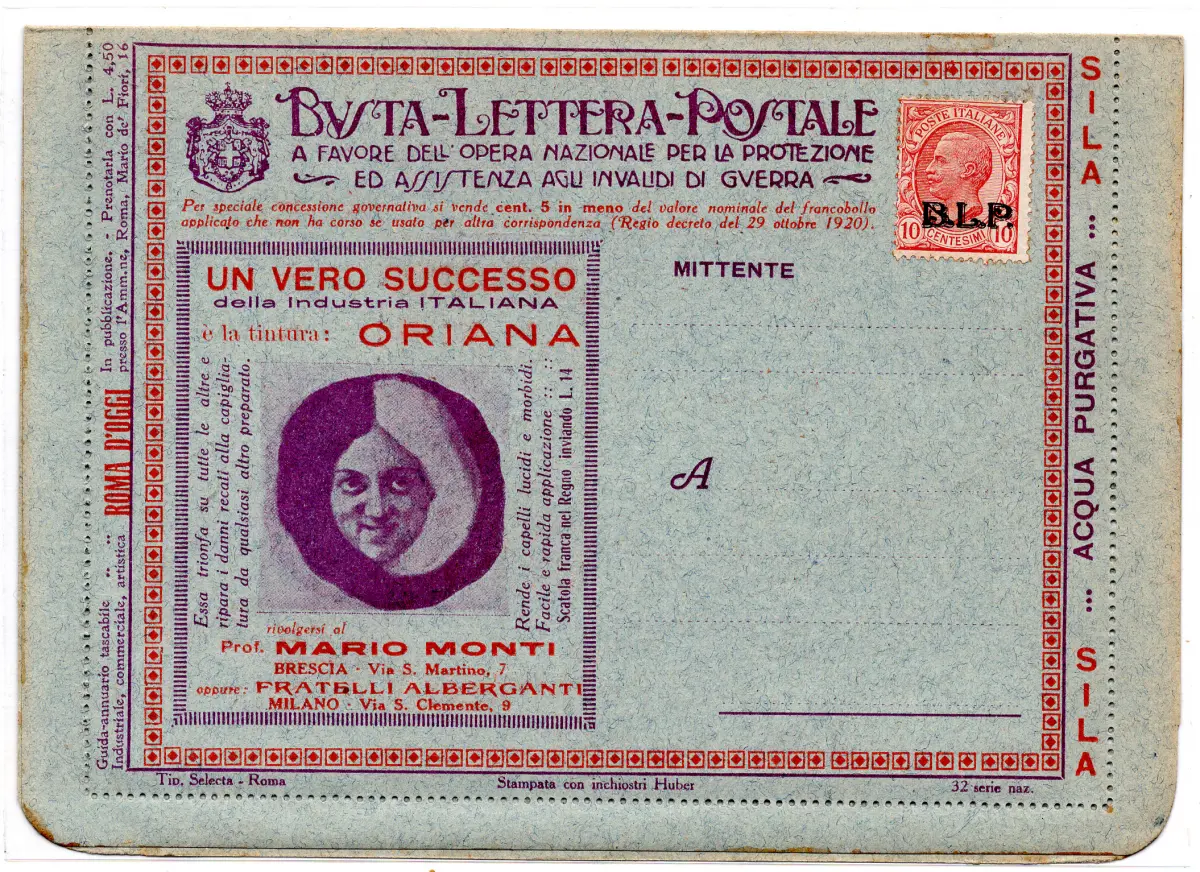 BUSTA-LETTERA-POSTALE
A FAVORE DELL' OPERA NAZIONALE PER LA PROTEZIONE
ED ASSISTENZA AGLI INVALIDI DI GVERRA
Per speciale concessione governativa si vende cent. 5 in meno del valore nominale del francobollo
applicato che non ha corso se usato per altra corrispondenza (Regio decreto del 29 ottobre 1920).
POSTE ITALIANE
B.L.P.
10 CENTESIMI 10
UN VERO SUCCESSO
della Industria ITALIANA
è la tintura: ORIANA
Essa trionfa su tutte le altre e
ripara i danni recati alla capiglia-
tura da qualsiasi altro preparato.
Rende i capelli lucidi e morbidi.
Facile e rapida applicazione :: :: ::
Scatola franca nel Regno inviando L. 14
rivolgersi al
Prof. MARIO MONTI
BRESCIA - Via S. Martino, 7
oppure: FRATELLI ALBERGANTI
MILANO - Via S. Clemente, 9
MITTENTE
A
Guida-annuario tascabile .. .. ROMA D'OGGI In pubblicazione. - Prenotarla con L. 4,50
Industriale, commerciale, artistica presso l'Amm.ne, Roma, Mario de' Fiori, 16
SILA ... ACQUA PURGATIVA ... SILA
Tip. Selecta - Roma
Stampata con inchiostri Huber
32 serie naz.